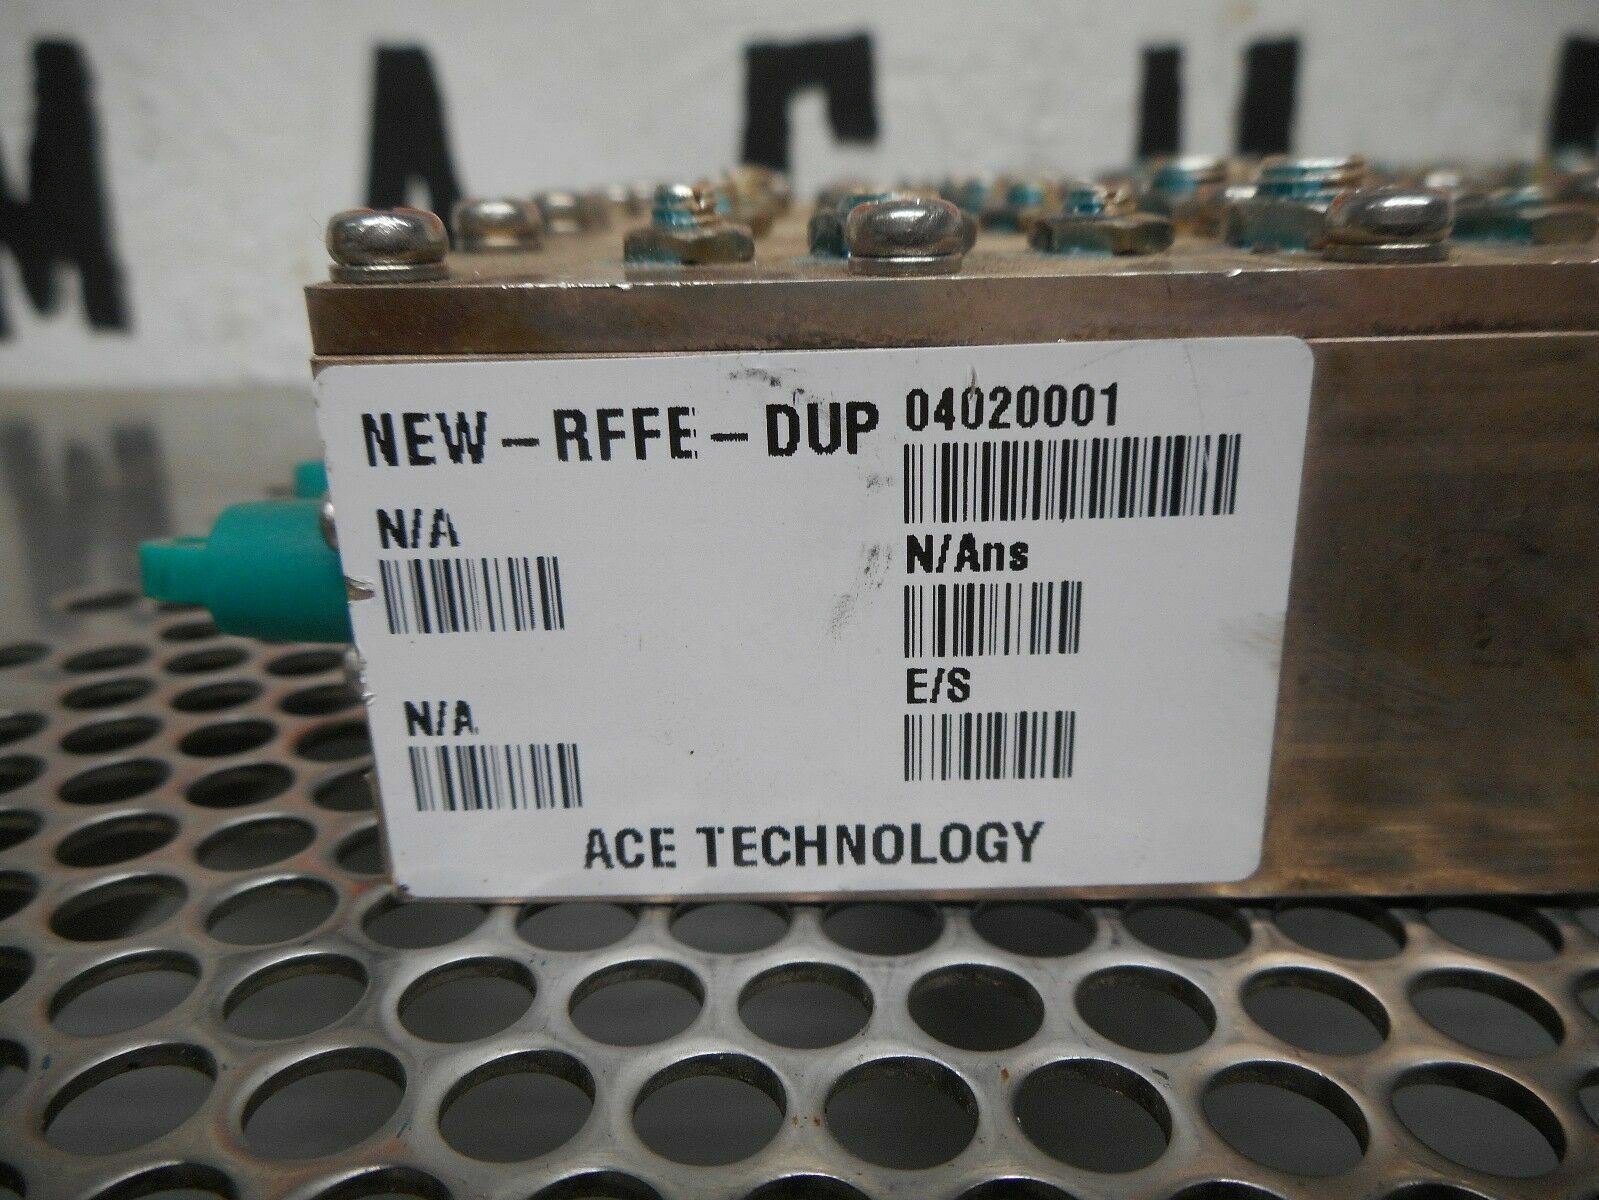 M A C H
NEW-RFFE-DUP
04020001
N/A
N/Ans
E/S
N/A
ACE TECHNOLOGY